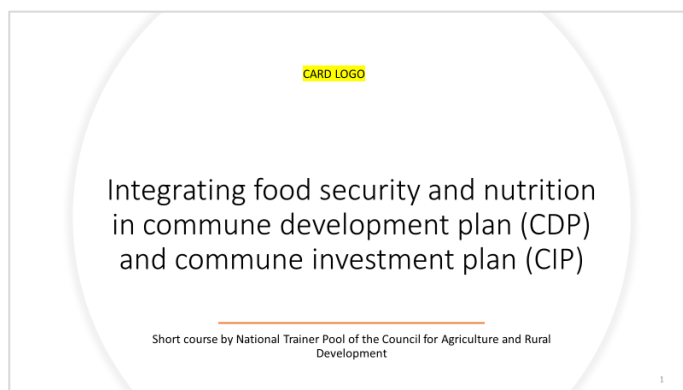 CARD LOGO
Integrating food security and nutrition
in commune development plan (CDP)
and commune investment plan (CIP)
Short course by National Trainer Pool of the Council for Agriculture and Rural
Development
1